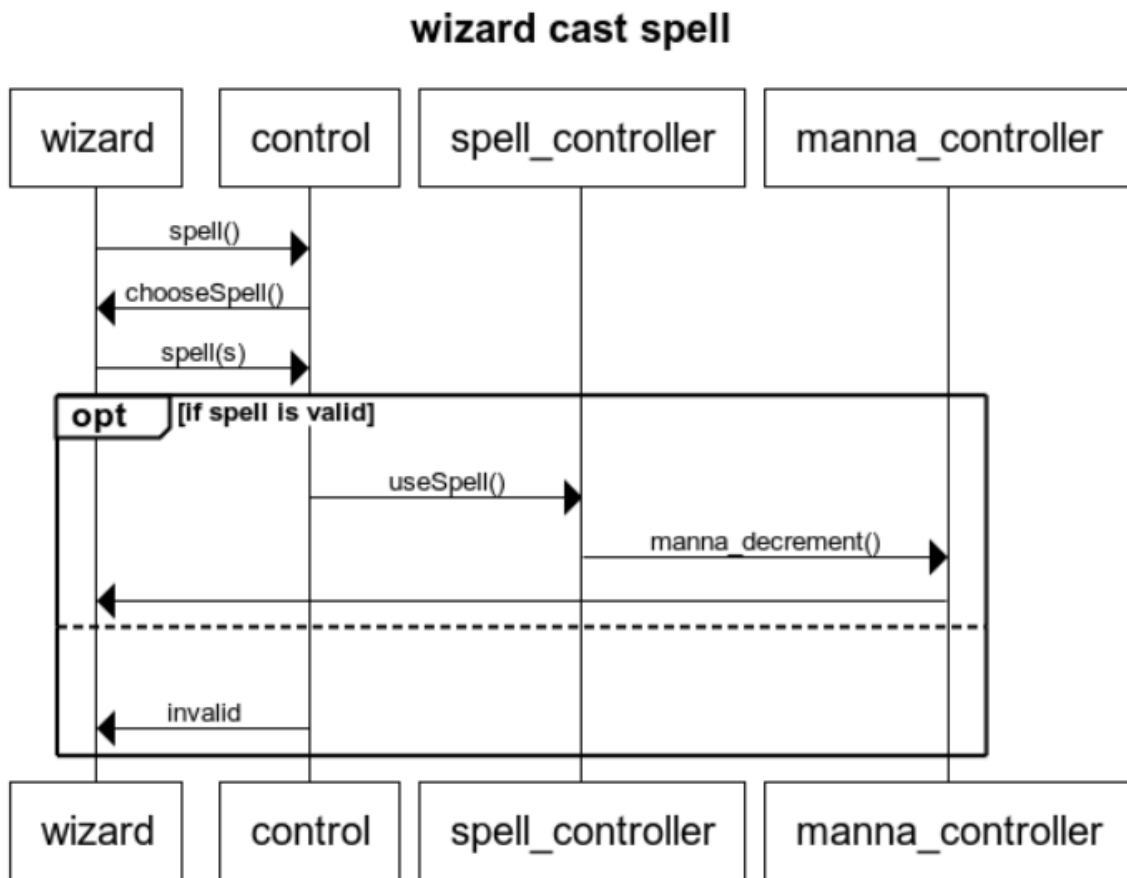 wizard cast spell
wizard control spell_controller manna_controller
spell()
chooseSpell()
spell(s)
opt [if spell is valid]
useSpell()
manna_decrement()
invalid
wizard control spell_controller manna_controller